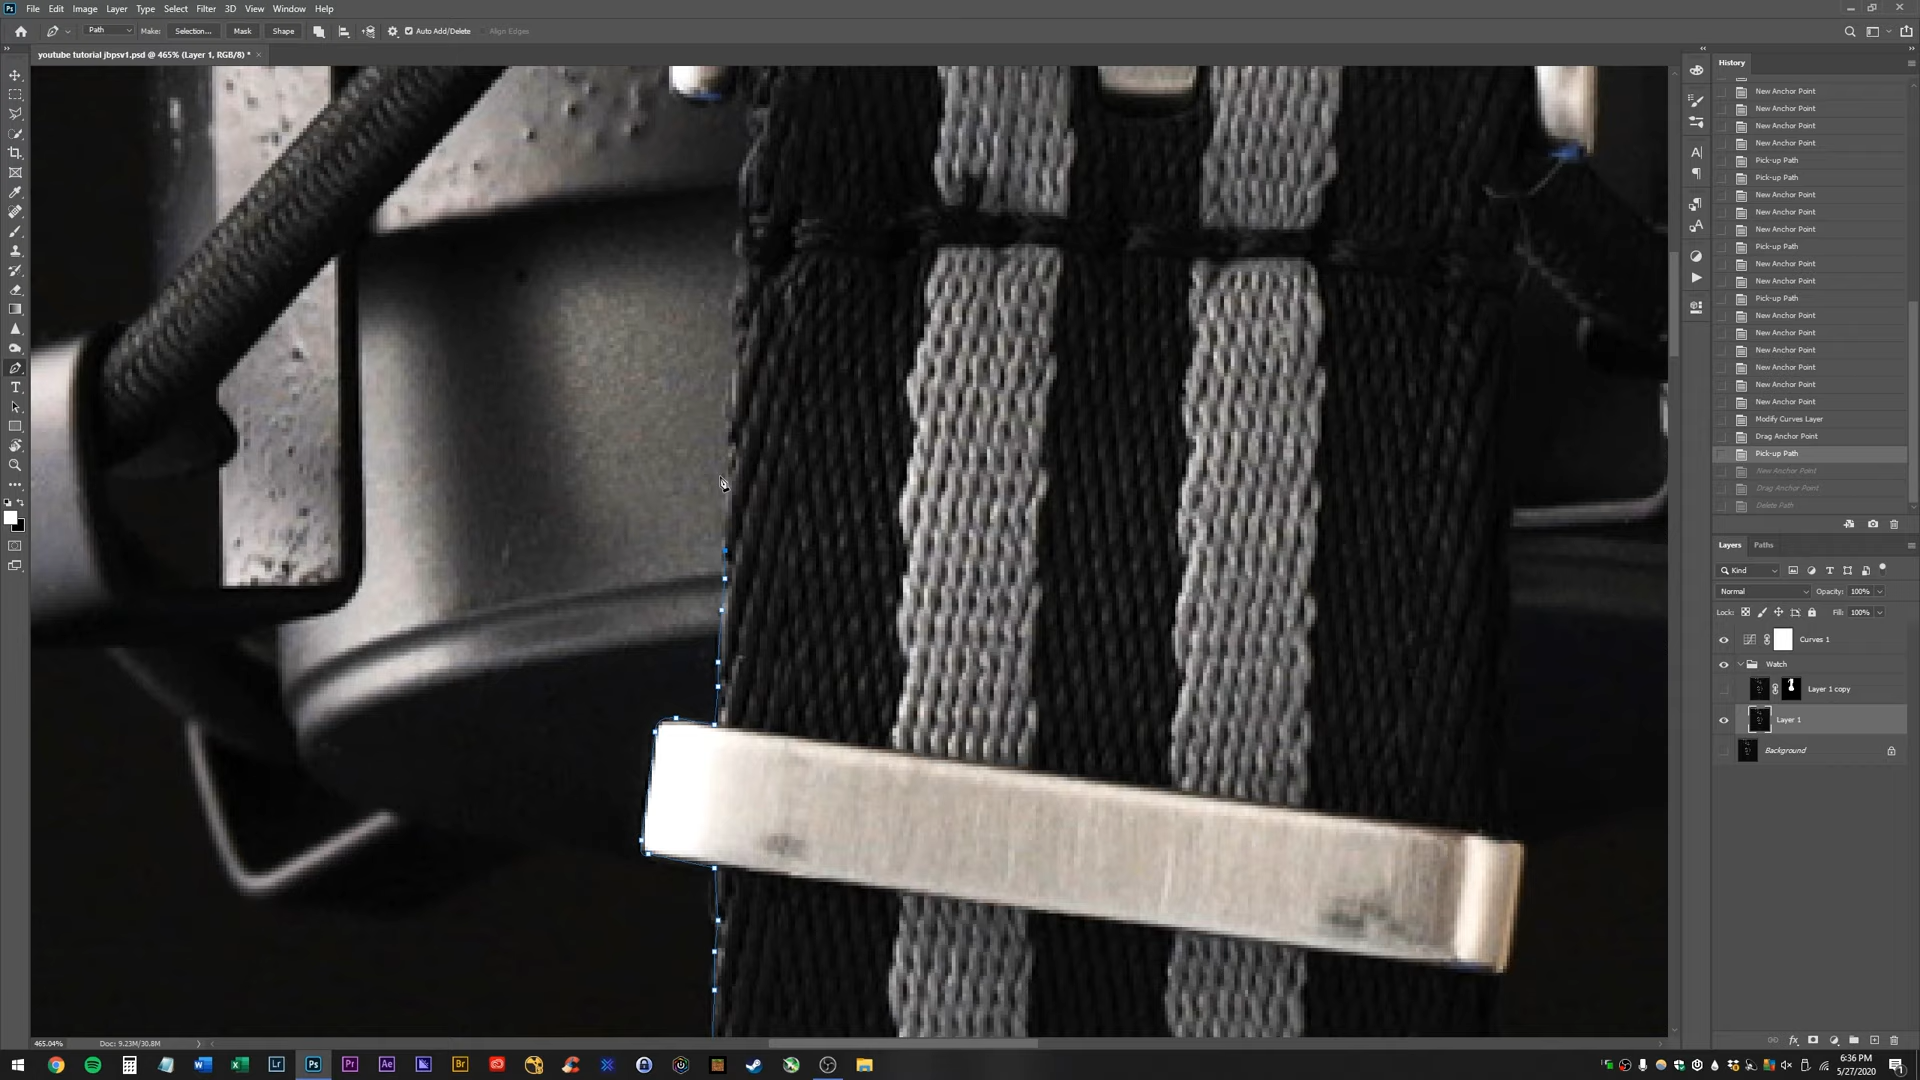 Ps File Edit Image Layer Type Select Filter 3D View Window Help
Path Make: Selection... Mask Shape Auto Add/Delete Align Edges
youtube tutorial jbpsv1.psd @ 465% (Layer 1, RGB/8) * ×
History
New Anchor Point
New Anchor Point
New Anchor Point
New Anchor Point
Pick-up Path
Pick-up Path
New Anchor Point
New Anchor Point
New Anchor Point
Pick-up Path
New Anchor Point
New Anchor Point
Pick-up Path
New Anchor Point
New Anchor Point
New Anchor Point
New Anchor Point
New Anchor Point
New Anchor Point
Modify Curves Layer
Drag Anchor Point
Pick-up Path
New Anchor Point
Drag Anchor Point
Delete Path
Layers Paths
Kind
Normal Opacity: 100%
Lock: Fill: 100%
Curves 1
Watch
Layer 1 copy
Layer 1
Background
465.04% Doc: 9.23M/30.8M
Lr Ps Pr Ae Br
6:36 PM
5/27/2020